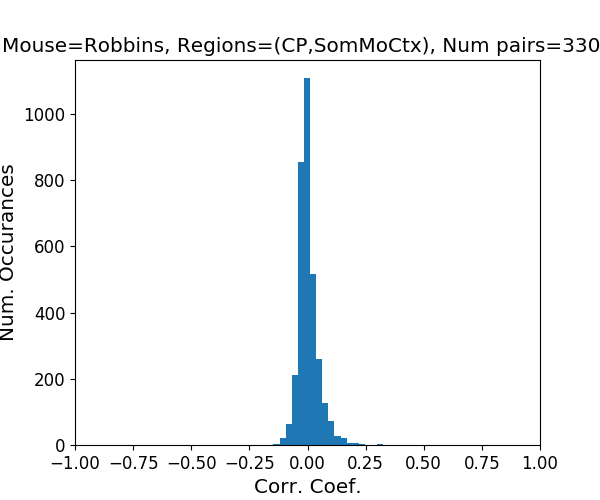 Mouse=Robbins, Regions=(CP,SomMoCtx), Num pairs=330
Num. Occurances
1000
800
600
400
200
0
−1.00 −0.75 −0.50 −0.25 0.00 0.25 0.50 0.75 1.00
Corr. Coef.